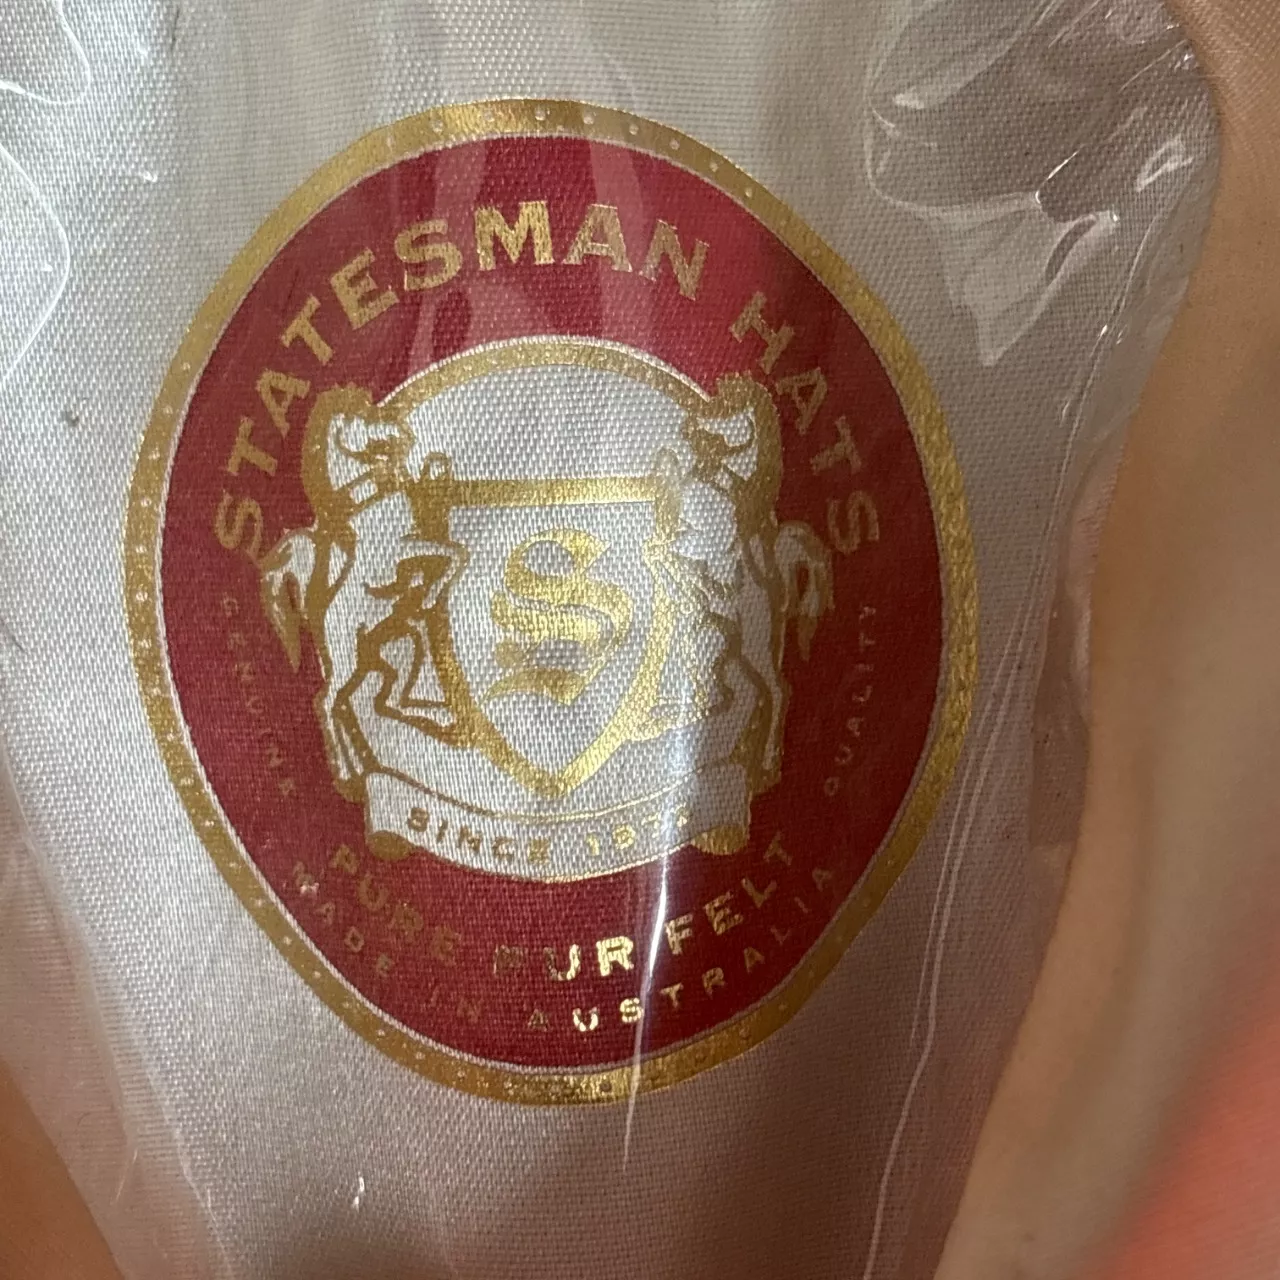 STATESMAN HATS
GENUINE
QUALITY
S
SINCE
PURE FUR FELT
MADE IN AUSTRALIA